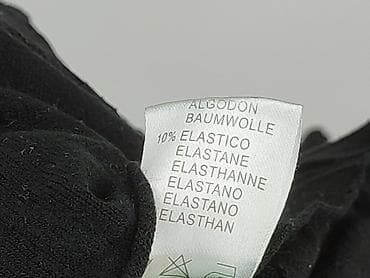 ALGODON
BAUMWOLLE
10% ELASTICO
ELASTANE
ELASTHANNE
ELASTANO
ELASTANO
ELASTHAN